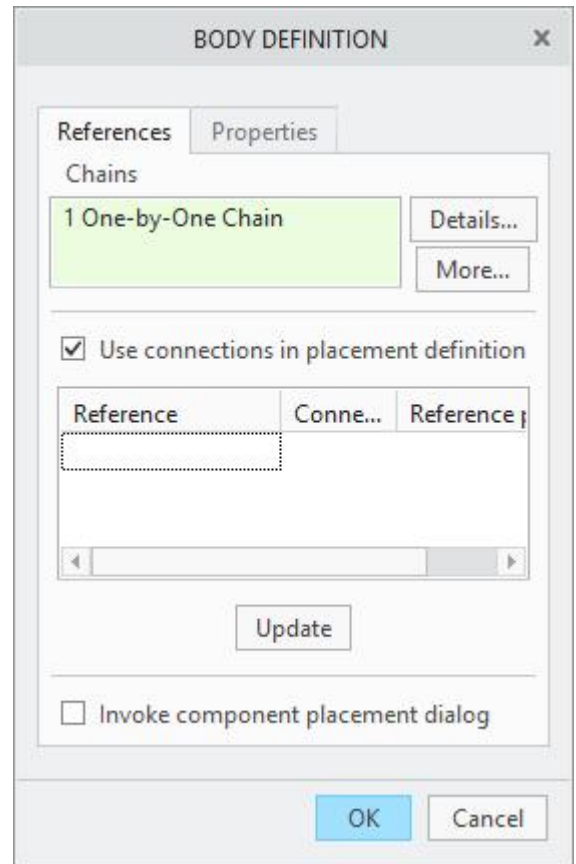 BODY DEFINITION
References Properties
Chains
1 One-by-One Chain
Details...
More...
Use connections in placement definition
Reference Conne... Reference
Update
Invoke component placement dialog
OK Cancel